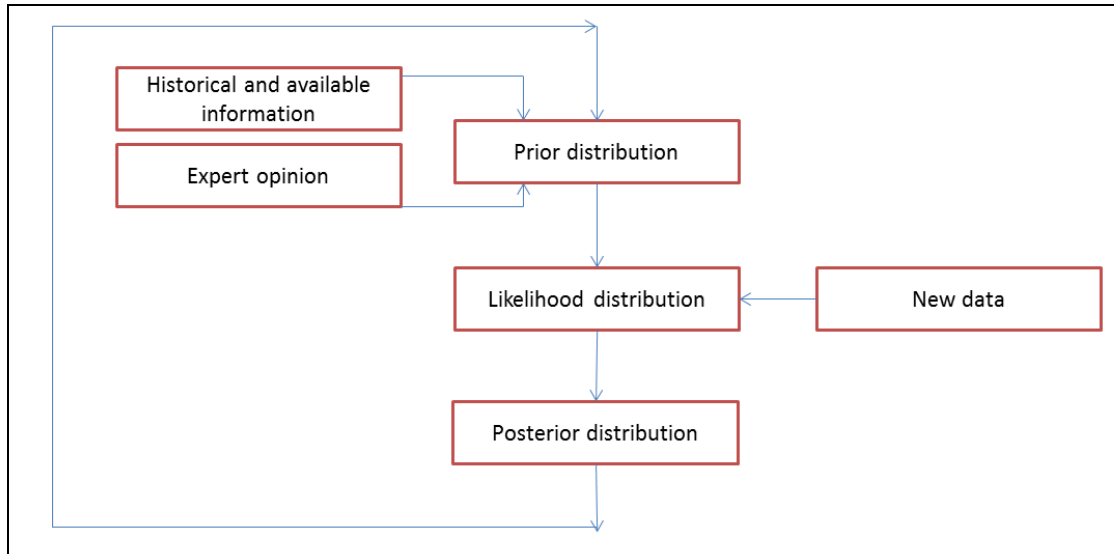 Historical and available
information
Prior distribution
Expert opinion
Likelihood distribution
New data
Posterior distribution